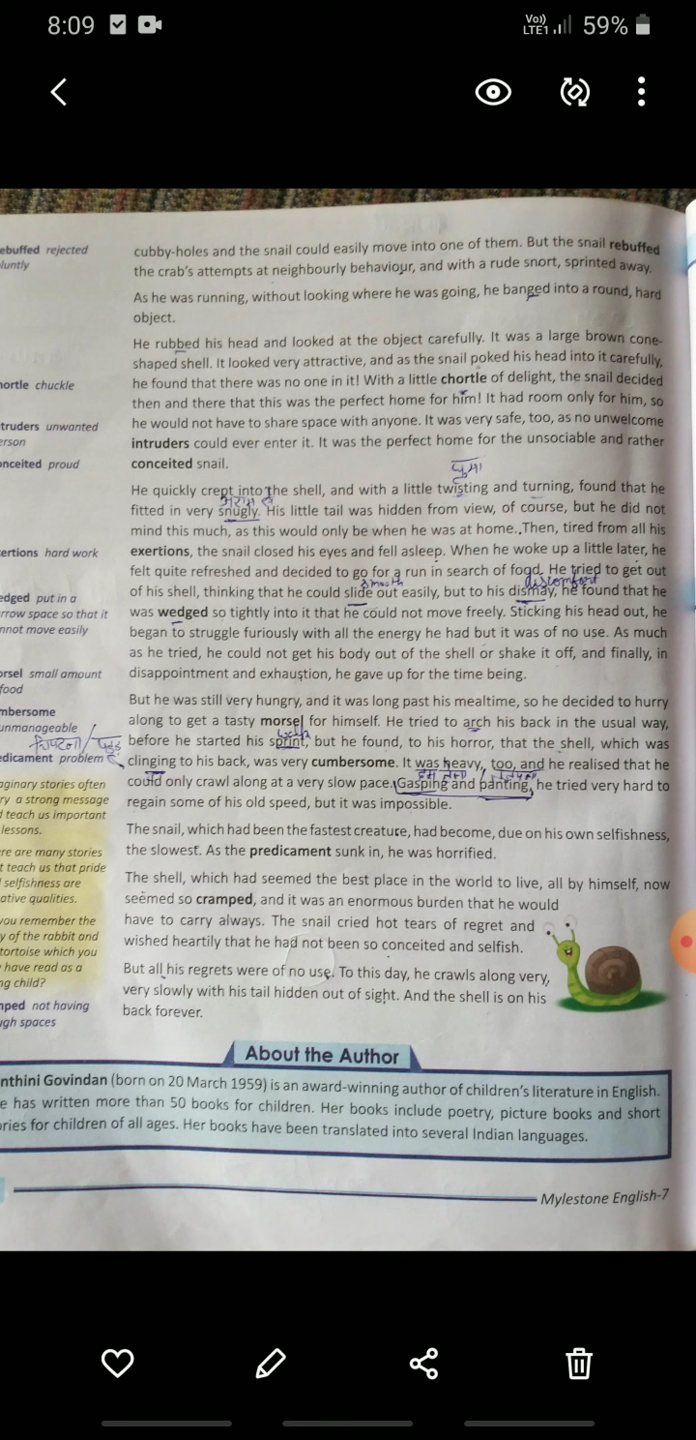 8:09
Vo))
LTE1
59%
ebuffed rejected
luntly
cubby-holes and the snail could easily move into one of them. But the snail rebuffed
the crab's attempts at neighbourly behaviour, and with a rude snort, sprinted away.
As he was running, without looking where he was going, he banged into a round, hard
object.
He rubbed his head and looked at the object carefully. It was a large brown cone-
shaped shell. It looked very attractive, and as the snail poked his head into it carefully,
ortle chuckle
he found that there was no one in it! With a little chortle of delight, the snail decided
then and there that this was the perfect home for him! It had room only for him, so
truders unwanted
erson
he would not have to share space with anyone. It was very safe, too, as no unwelcome
intruders could ever enter it. It was the perfect home for the unsociable and rather
nceited proud
conceited snail.
He quickly crept into the shell, and with a little twisting and turning, found that he
fitted in very snugly. His little tail was hidden from view, of course, but he did not
mind this much, as this would only be when he was at home. Then, tired from all his
ertions hard work
exertions, the snail closed his eyes and fell asleep. When he woke up a little later, he
felt quite refreshed and decided to go for a run in search of food. He tried to get out
smooth
discomfort
edged put in a
rrow space so that it
nnot move easily
of his shell, thinking that he could slide out easily, but to his dismay, he found that he
was wedged so tightly into it that he could not move freely. Sticking his head out, he
began to struggle furiously with all the energy he had but it was of no use. As much
as he tried, he could not get his body out of the shell or shake it off, and finally, in
orsel small amount
food
disappointment and exhaustion, he gave up for the time being.
mbersome
unmanageable
But he was still very hungry, and it was long past his mealtime, so he decided to hurry
along to get a tasty morsel for himself. He tried to arch his back in the usual way,
before he started his sprint, but he found, to his horror, that the shell, which was
edicament problem
clinging to his back, was very cumbersome. It was heavy, too, and he realised that he
could only crawl along at a very slow pace. Gasping and panting, he tried very hard to
regain some of his old speed, but it was impossible.
aginary stories often
ry a strong message
d teach us important
lessons.
The snail, which had been the fastest creature, had become, due on his own selfishness,
the slowest. As the predicament sunk in, he was horrified.
re are many stories
t teach us that pride
selfishness are
ative qualities.
The shell, which had seemed the best place in the world to live, all by himself, now
seemed so cramped, and it was an enormous burden that he would
have to carry always. The snail cried hot tears of regret and
wished heartily that he had not been so conceited and selfish.
you remember the
y of the rabbit and
tortoise which you
have read as a
ng child?
But all his regrets were of no use. To this day, he crawls along very,
very slowly with his tail hidden out of sight. And the shell is on his
back forever.
mped not having
ugh spaces
About the Author
nthini Govindan (born on 20 March 1959) is an award-winning author of children's literature in English.
e has written more than 50 books for children. Her books include poetry, picture books and short
ories for children of all ages. Her books have been translated into several Indian languages.
Mylestone English-7